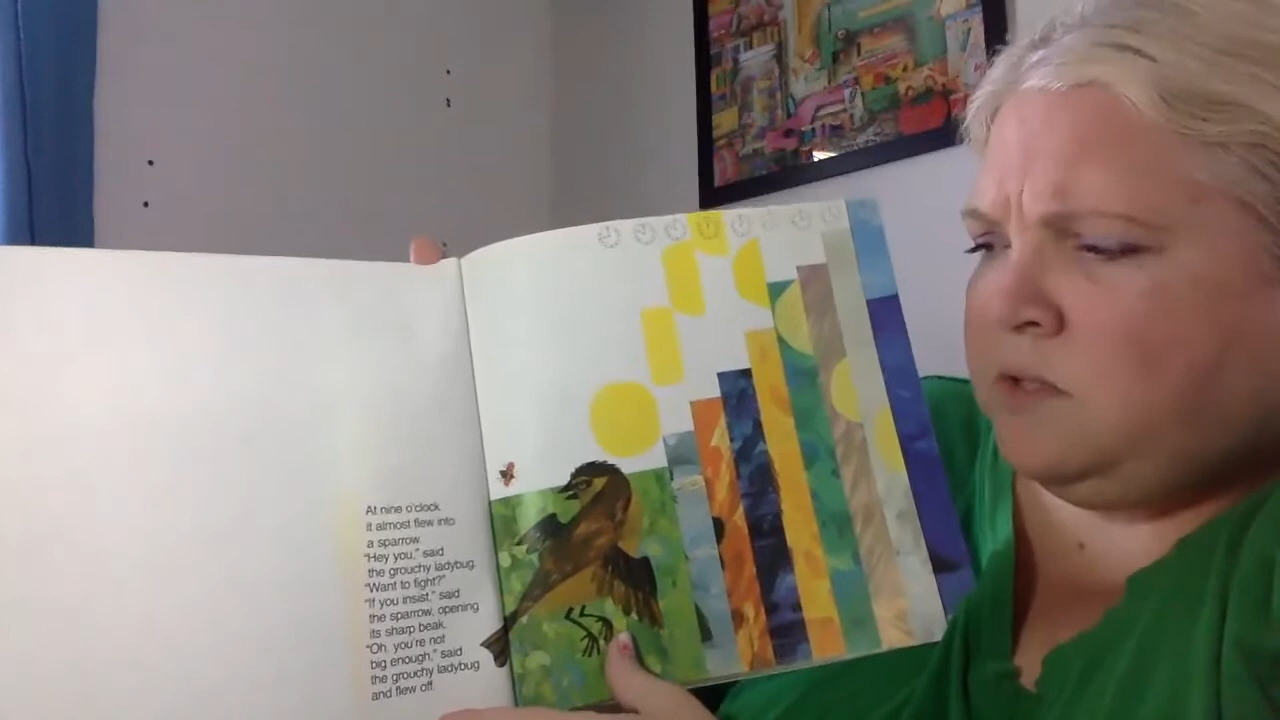 At nine o'clock
it almost flew into
a sparrow.
"Hey you," said
the grouchy ladybug.
"Want to fight?"
"If you insist," said
the sparrow, opening
its sharp beak.
"Oh, you're not
big enough," said
the grouchy ladybug
and flew off.